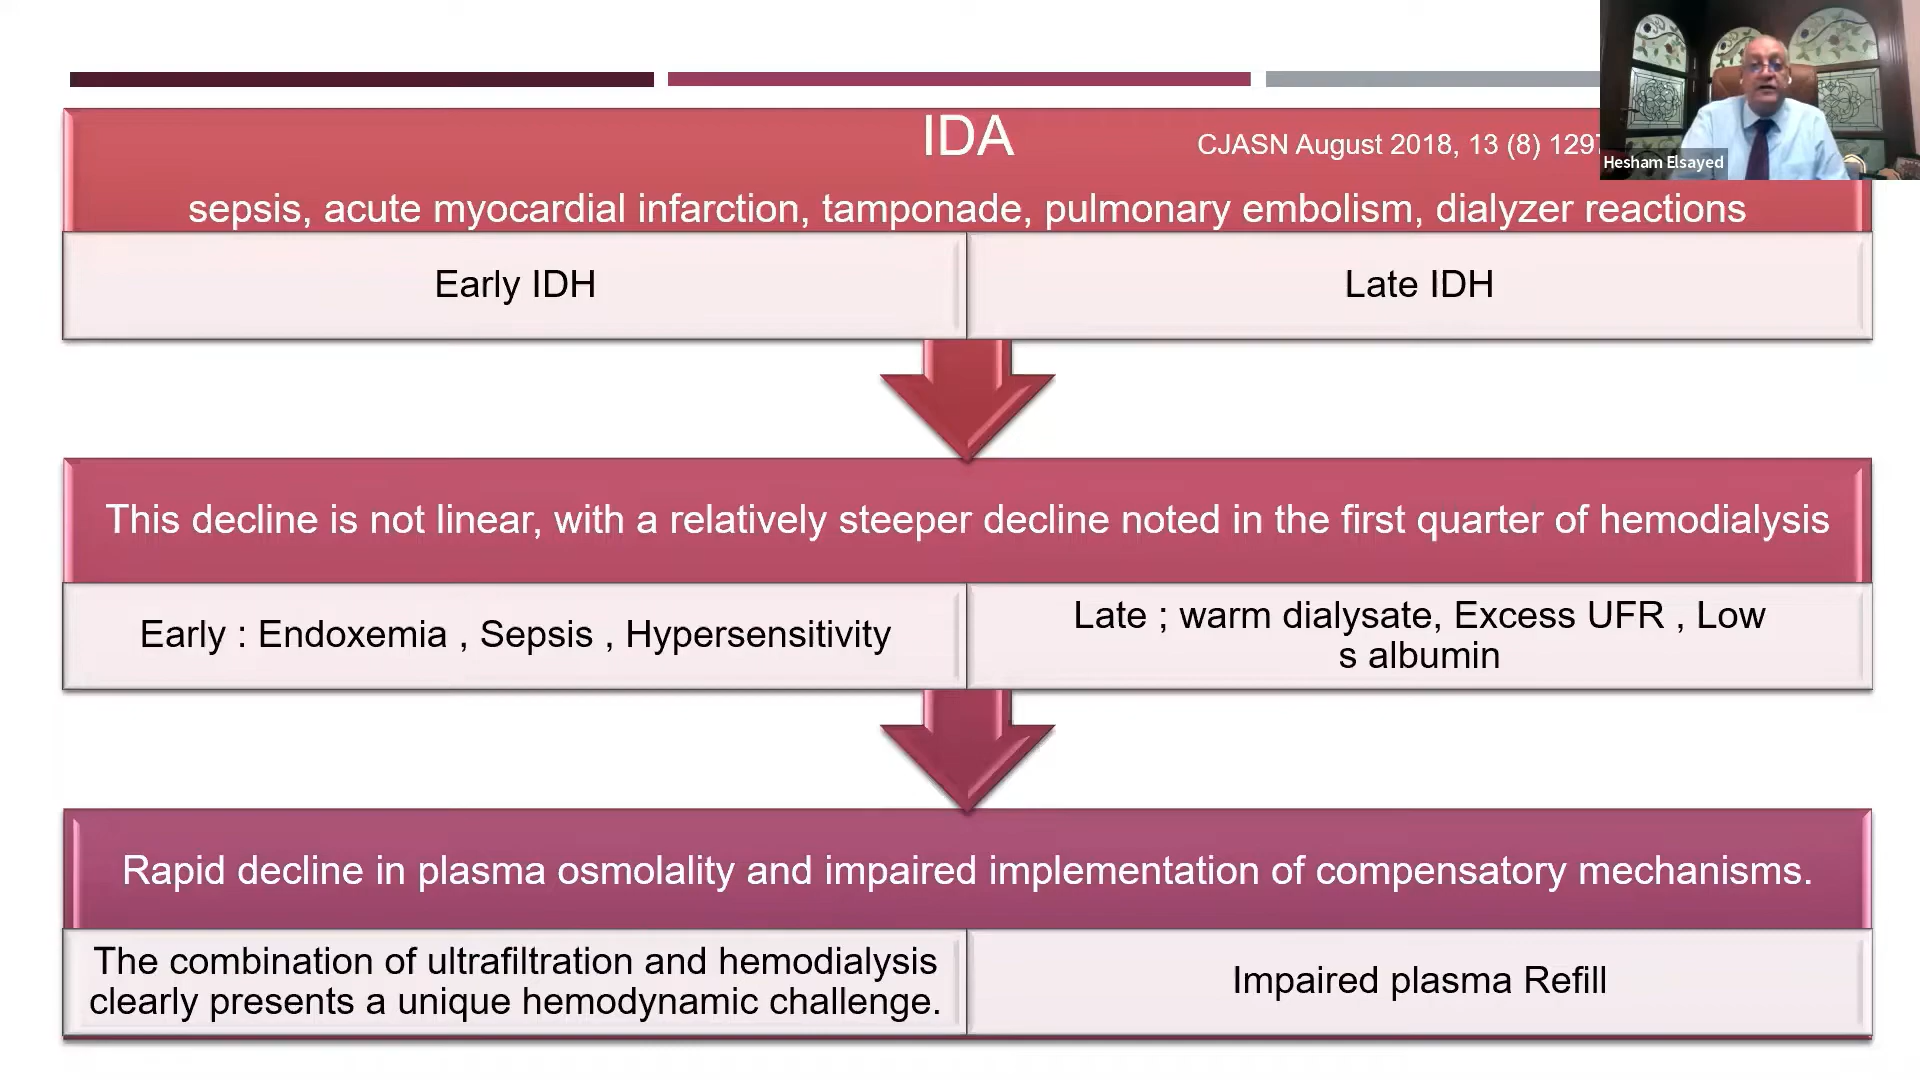 IDA
CJASN August 2018, 13 (8) 1297
Hesham Elsayed
sepsis, acute myocardial infarction, tamponade, pulmonary embolism, dialyzer reactions
Early IDH
Late IDH
This decline is not linear, with a relatively steeper decline noted in the first quarter of hemodialysis
Early : Endoxemia , Sepsis , Hypersensitivity
Late ; warm dialysate, Excess UFR , Low
s albumin
Rapid decline in plasma osmolality and impaired implementation of compensatory mechanisms.
The combination of ultrafiltration and hemodialysis
clearly presents a unique hemodynamic challenge.
Impaired plasma Refill